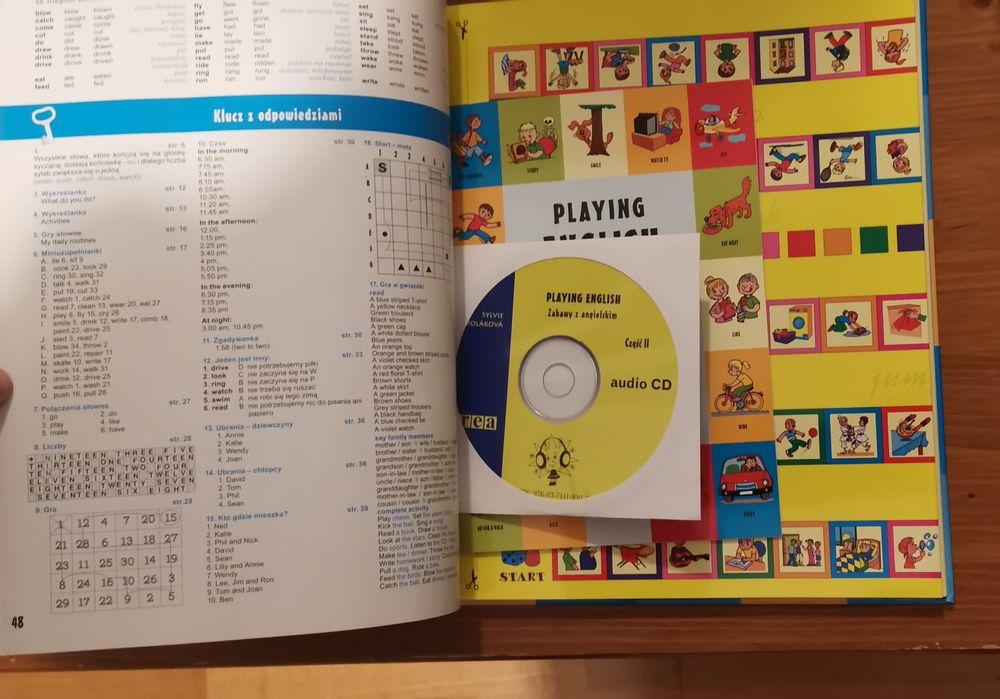 blow blew blown
catch caught caught
come came come
cut cut cut
do did done
draw drew drawn
drink drank drunk
drive drove driven
eat ate eaten
feed fed fed
fly flew flown
get got got
go went gone
have had had
lie lay lain
make made made
put put put
read read read
ride rode ridden
ring rang rung
run ran run
set set set
sing sang sung
sit sat sat
sleep slept slept
stand stood stood
take took taken
throw threw thrown
wake woke woken
wear wore worn
write wrote written
Klucz z odpowiedziami
1. str 6
Wszystkie słowa, które kończą się na głoskę
syczącą, dostają końcówkę -es i dlatego liczba
sylab zwiększa się o jedną
(wash, push, catch, dress, watch)
3. Wykreślanka str. 12
What do you do?
4. Wykreślanka str. 13
Activities
5. Gry słowne str. 16
My daily routines
6. Miniuzupełnianki str. 17
A. lie 6, sit 9
B. cook 23, look 29
C. ring 30, sing 32
D. talk 4, walk 31
E. put 19, cut 33
F. watch 1, catch 24
G. read 7, clean 13, wear 20, eat 27
H. play 8, fly 15, cry 26
I. smile 5, drink 12, write 17, climb 18,
paint 22, drive 25
J. sled 3, read 7
K. blow 34, throw 2
L. paint 22, repair 11
M. skate 10, write 17
N. work 14, walk 31
O. drink 12, drive 25
P. watch 1, wash 21
Q. push 16, pull 28
7. Połączenia słowne str. 27
1. go 2. do
3. play 4. like
5. make 6. have
8. Liczby str. 28
NINETEEN THREE FIVE
THIRTEEN ONE FOURTEEN
TEN FIFTEEN TWO FOUR
ELEVEN SIXTEEN TWELVE
EIGHTEEN TWENTY SEVEN
SEVENTEEN SIX EIGHT
9. Gra str.29
1 12 4 7 20 15
21 28 6 13 18 27
23 11 25 30 14 19
8 24 16 10 26 3
29 17 22 9 2 5
48
10. Czas str. 30
In the morning:
6.30 am,
7.15 am,
7.45 am,
8.10 am,
8.55am,
10.30 am,
11.20 am,
11.45 am
In the afternoon:
12.00,
1.15 pm,
2.25 pm,
3.40 pm,
4 pm,
5.05 pm,
5.50 pm
In the evening:
6.30 pm,
7.15 pm,
8.35 pm
At night:
3.00 am, 10.45 pm
11. Zgadywanka str. 30
1.58 (two to two)
12. Jeden jest inny: str. 33
1. drive D nie potrzebujemy piłki
2. look C nie zaczyna się na W
3. ring B nie zaczyna się na P
4. watch B nie trzeba się ruszać
5. swim A nie robi się tego zimą
6. read B nie potrzebujemy nic do pisania ani
papieru
13. Ubrania - dziewczyny str. 36
1. Annie
2. Katie
3. Wendy
4. Joan
14. Ubrania - chłopcy str. 36
1. David
2. Tom
3. Phil
4. Sean
15. Kto gdzie mieszka? str. 39
1. Ned
2. Katie
3. Phil and Nick
4. David
5. Sean
6. Lilly and Annie
7. Wendy
8. Lee, Jim and Ron
9. Tom and Joan
10. Ben
16. Start – meta
1 2 3 4 5
A S
B
C
D
E
F
G
17. Gra w gwizdki
read
A blue striped T-shirt
A yellow necklace
Green trousers
Black shoes
A green cap
A white dotted blouse
Blue jeans
An orange top
Orange and brown striped
A violet checked skirt
An orange watch
A red floral T-shirt
Brown shorts
A white skirt
A green jacket
Brown shoes
Grey striped trousers
A black handbag
A blue checked tie
A violet watch
say family members
mother / son
brother / sister
grandmother / granddaughter
grandson / grandmother
son-in-law / mother-in-law
uncle / niece
granddaughter / grandmother
mother-in-law / son-in-law
cousin / cousin
complete activity
Play chess. Set the
Kick the ball. Sing a song.
Read a book. Draw a
Look at the stars. Clean the
Do sports. Listen to the CD.
Make tea / dinner. Throw the
Write homework / story.
Pull a dog. Ride a
Feed the birds. Blow the
Catch the ball. Eat
STUDY
SMILE
WATCH TV
FLY
PLAYING
ENGLISH
EAT MEAT
LIKE
RIDE
DRIVE
GO FOR A WALK
KICK
SYLVIE
POLÁKOVÁ
PLAYING ENGLISH
Zabawy z angielskim
Część II
audio CD
rea
START
jum